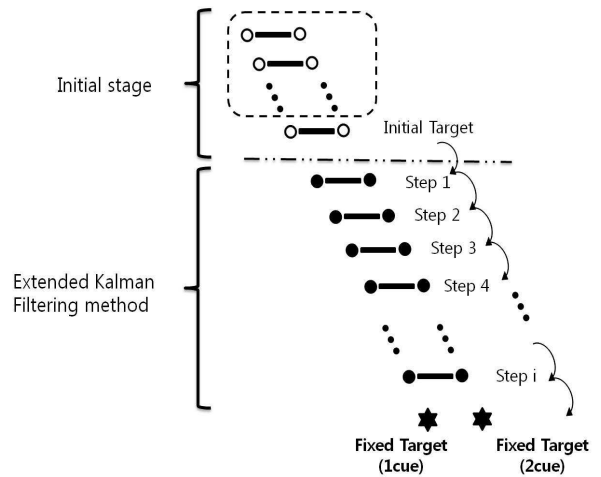 Initial stage
Initial Target
Step 1
Step 2
Step 3
Extended Kalman
Filtering method
Step 4
Step i
Fixed Target
(1cue)
Fixed Target
(2cue)